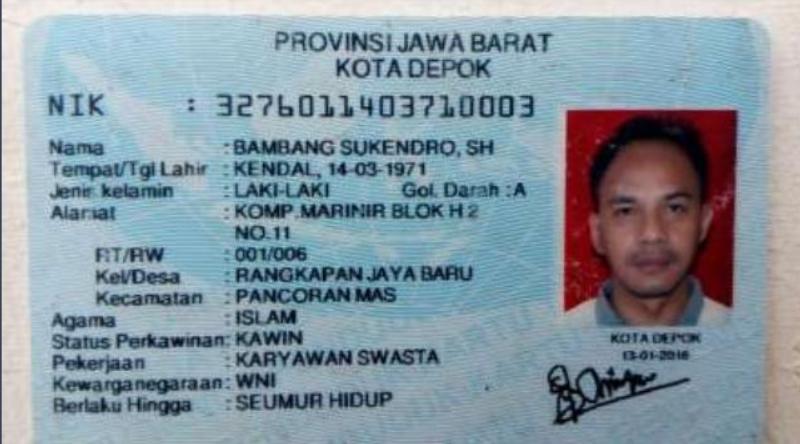 PROVINSI JAWA BARAT
KOTA DEPOK
NIK : 3276011403710003
Nama : BAMBANG SUKENDRO, SH
Tempat/Tgl Lahir : KENDAL, 14-03-1971
Jenis kelamin : LAKI-LAKI Gol. Darah : A
Alamat : KOMP.MARINIR BLOK H 2
NO.11
RT/RW : 001/006
Kel/Desa : RANGKAPAN JAYA BARU
Kecamatan : PANCORAN MAS
Agama : ISLAM
Status Perkawinan: KAWIN
Pekerjaan : KARYAWAN SWASTA
Kewarganegaraan: WNI
Berlaku Hingga : SEUMUR HIDUP
KOTA DEPOK
13-01-2016